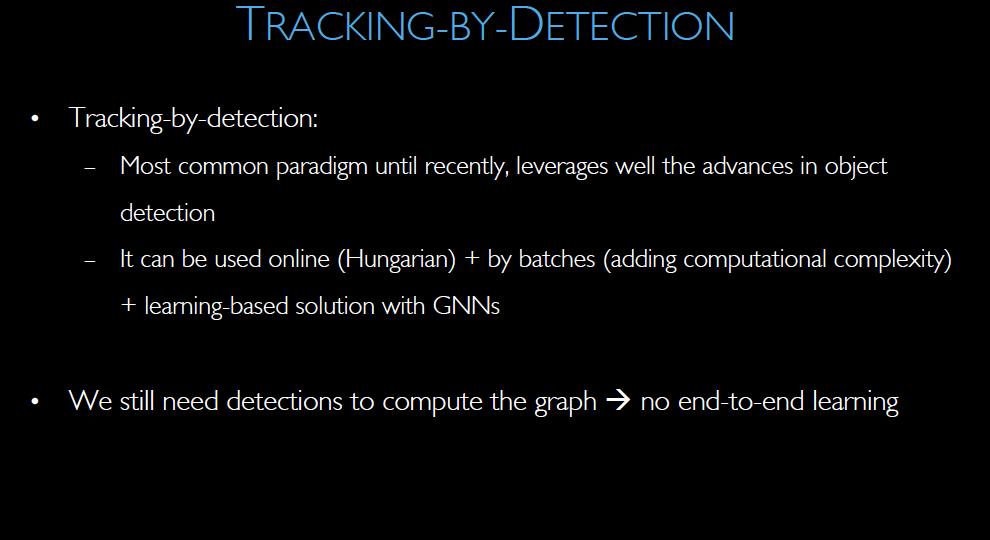 TRACKING-BY-DETECTION
• Tracking-by-detection:
– Most common paradigm until recently, leverages well the advances in object
detection
– It can be used online (Hungarian) + by batches (adding computational complexity)
+ learning-based solution with GNNs
• We still need detections to compute the graph → no end-to-end learning